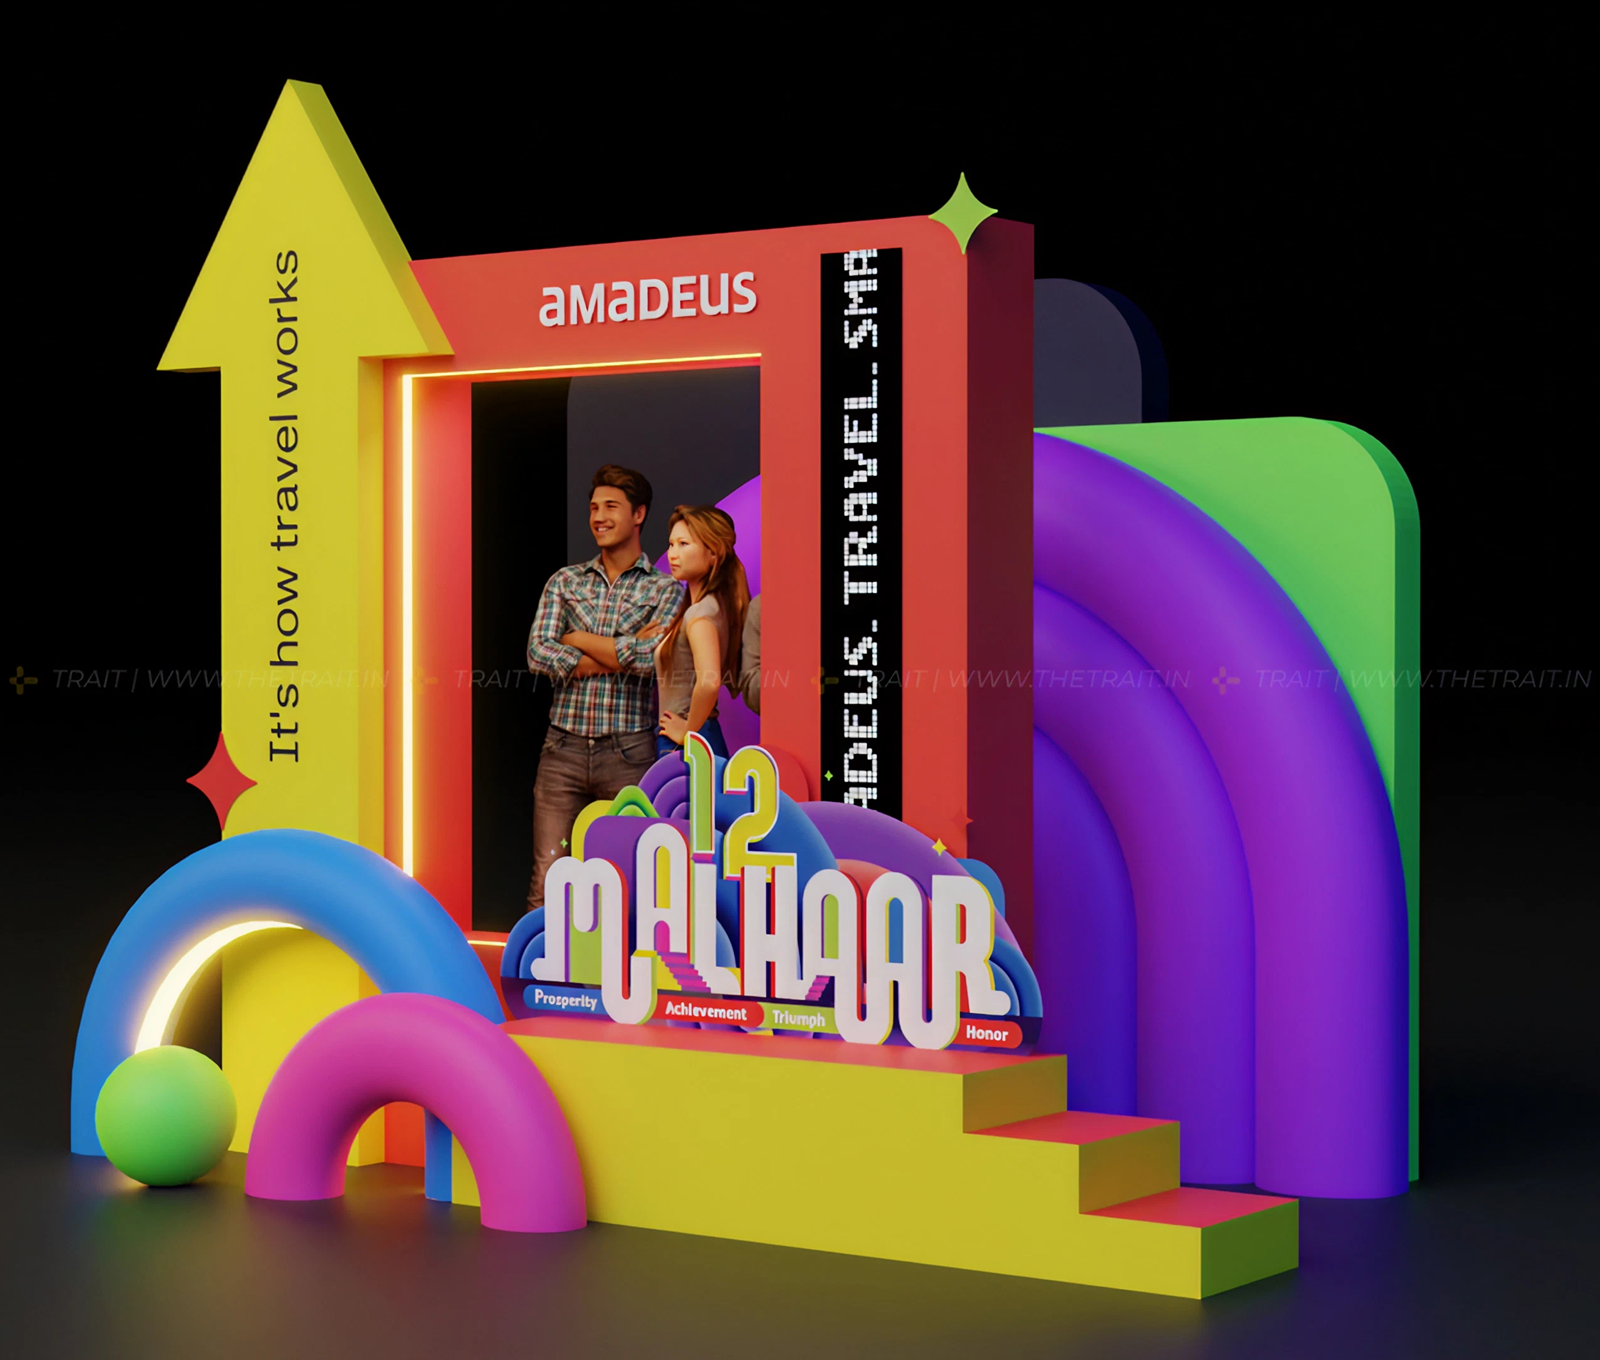 It's how travel works
aMaDEUS
ADEUS. TRAVEL. SMA
12
MALHAAR
Prosperity
Achievement
Triumph
Honor
TRAIT | WWW.THETRAIT.IN
TRAIT | WWW.THETRAIT.IN
TRAIT | WWW.THETRAIT.IN
TRAIT | WWW.THETRAIT.IN